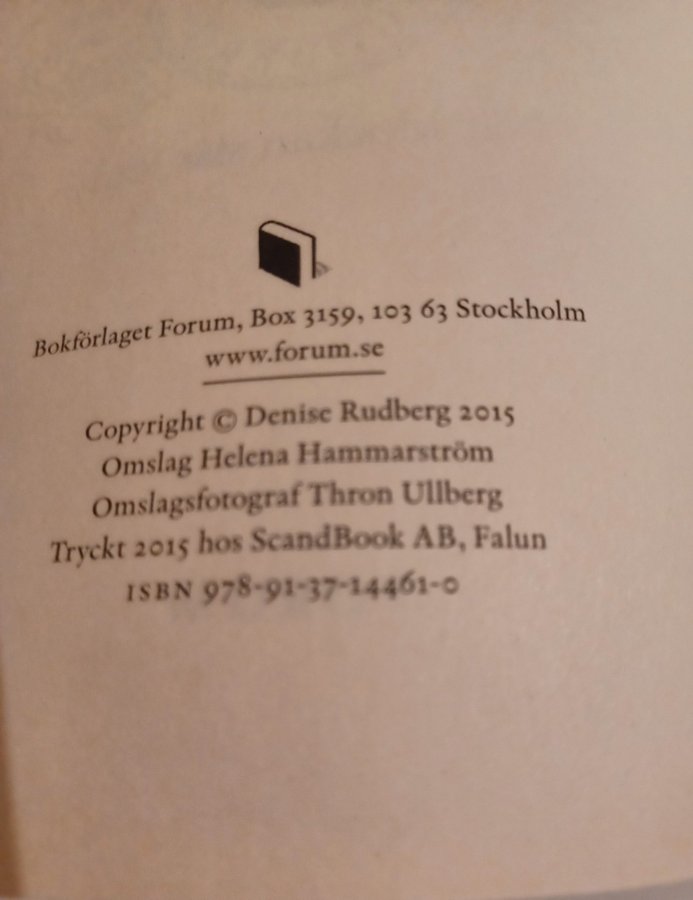 Bokförlaget Forum, Box 3159, 103 63 Stockholm
www.forum.se
Copyright © Denise Rudberg 2015
Omslag Helena Hammarström
Omslagsfotograf Thron Ullberg
Tryckt 2015 hos ScandBook AB, Falun
ISBN 978-91-37-14461-0